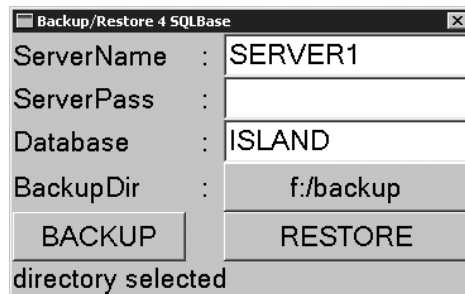 Backup/Restore 4 SQLBase
ServerName : SERVER1
ServerPass :
Database : ISLAND
BackupDir : f:/backup
BACKUP RESTORE
directory selected